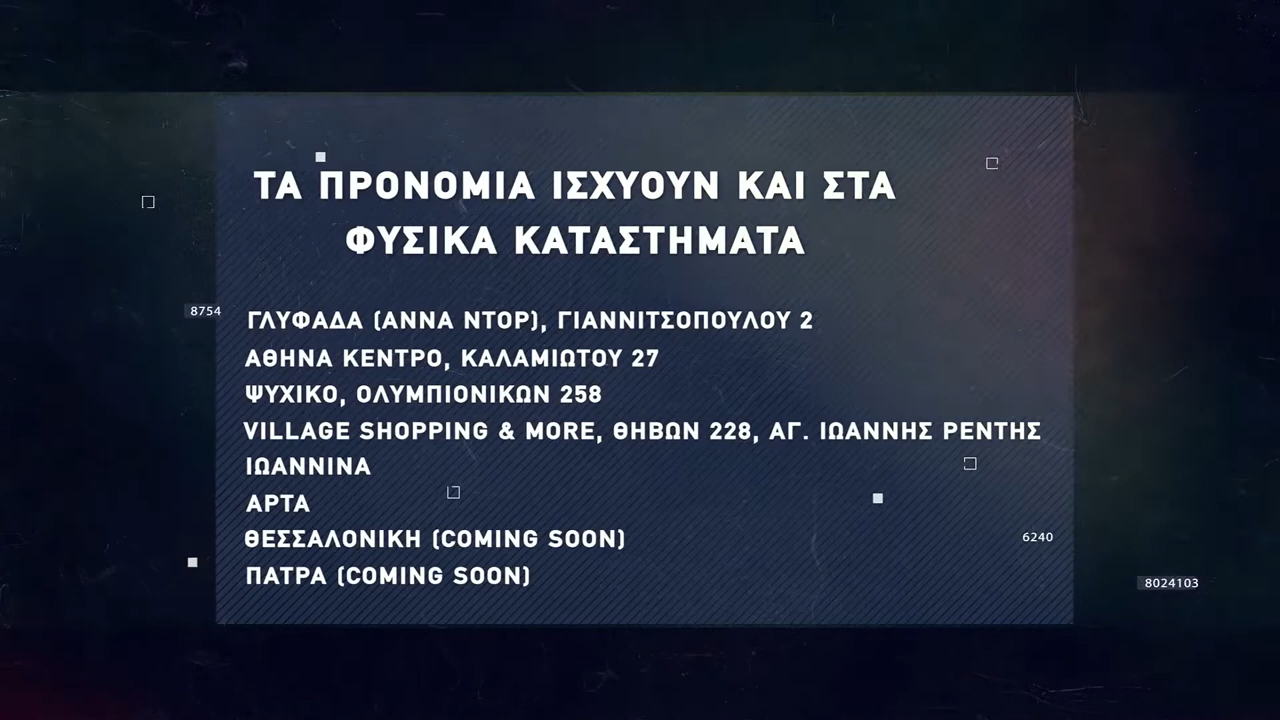 ΤΑ ΠΡΟΝΟΜΙΑ ΙΣΧΥΟΥΝ ΚΑΙ ΣΤΑ
ΦΥΣΙΚΑ ΚΑΤΑΣΤΗΜΑΤΑ
8754
ΓΛΥΦΑΔΑ (ΑΝΝΑ ΝΤΟΡ), ΓΙΑΝΝΙΤΣΟΠΟΥΛΟΥ 2
ΑΘΗΝΑ ΚΕΝΤΡΟ, ΚΑΛΑΜΙΩΤΟΥ 27
ΨΥΧΙΚΟ, ΟΛΥΜΠΙΟΝΙΚΩΝ 258
VILLAGE SHOPPING & MORE, ΘΗΒΩΝ 228, ΑΓ. ΙΩΑΝΝΗΣ ΡΕΝΤΗΣ
ΙΩΑΝΝΙΝΑ
ΑΡΤΑ
ΘΕΣΣΑΛΟΝΙΚΗ (COMING SOON)
6240
ΠΑΤΡΑ (COMING SOON)
8024103